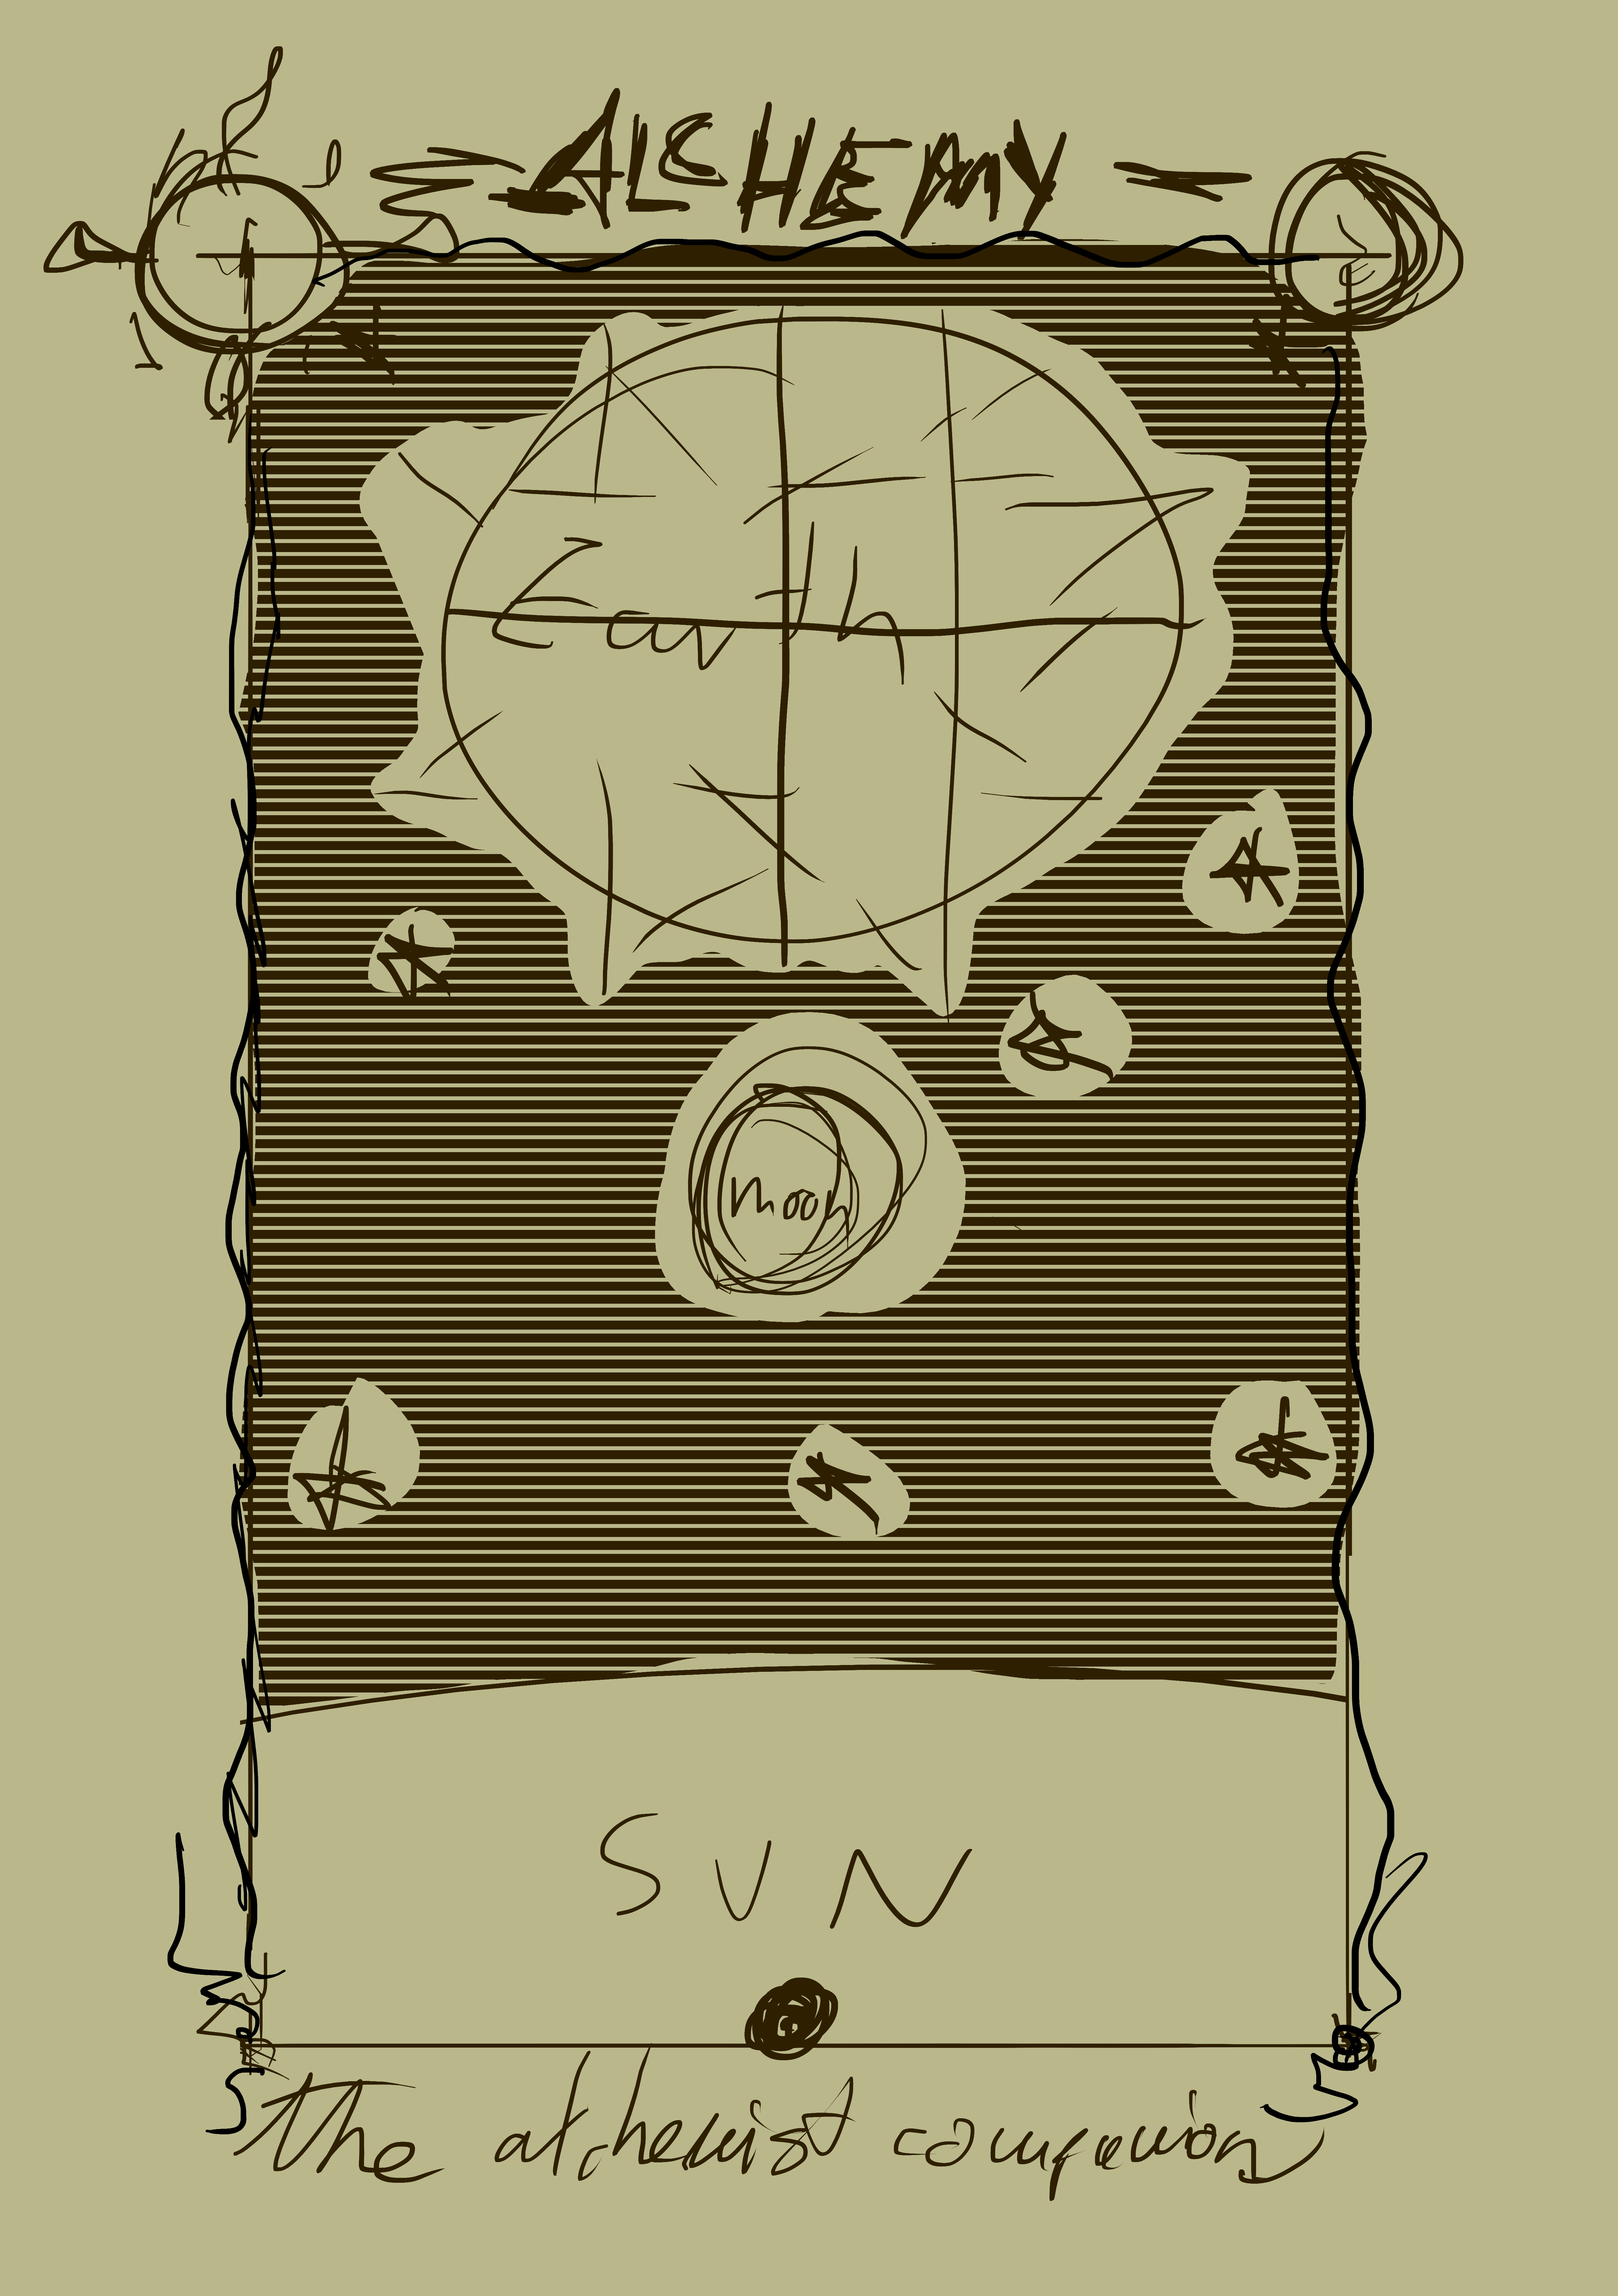 ALCHEMY
Earth
Moon
SUN
The alchemist companion